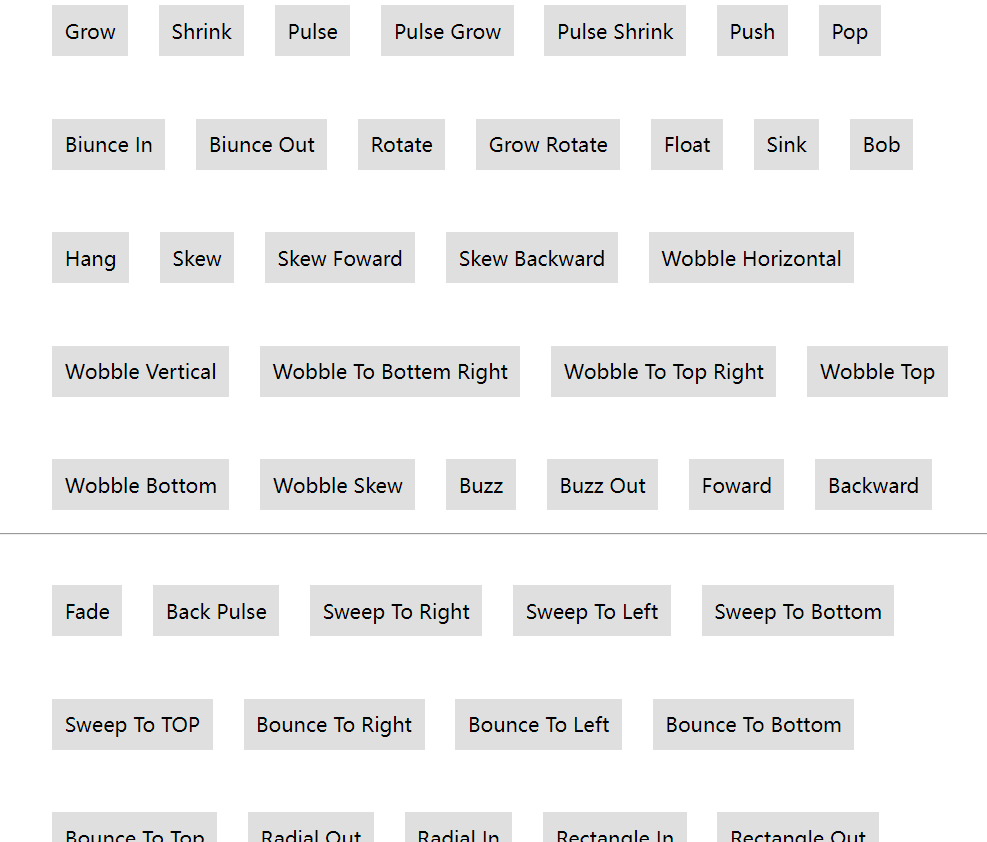 Grow Shrink Pulse Pulse Grow Pulse Shrink Push Pop
Biunce In Biunce Out Rotate Grow Rotate Float Sink Bob
Hang Skew Skew Foward Skew Backward Wobble Horizontal
Wobble Vertical Wobble To Bottem Right Wobble To Top Right Wobble Top
Wobble Bottom Wobble Skew Buzz Buzz Out Foward Backward
Fade Back Pulse Sweep To Right Sweep To Left Sweep To Bottom
Sweep To TOP Bounce To Right Bounce To Left Bounce To Bottom
Bounce To Top Radial Out Radial In Rectangle In Rectangle Out